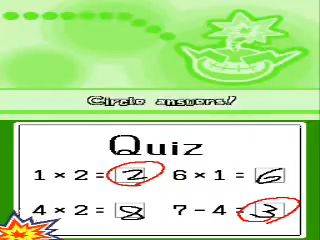 Circle answers!
Quiz
1 × 2 = 2 6 × 1 = 6
4 × 2 = 8 7 - 4 = 3